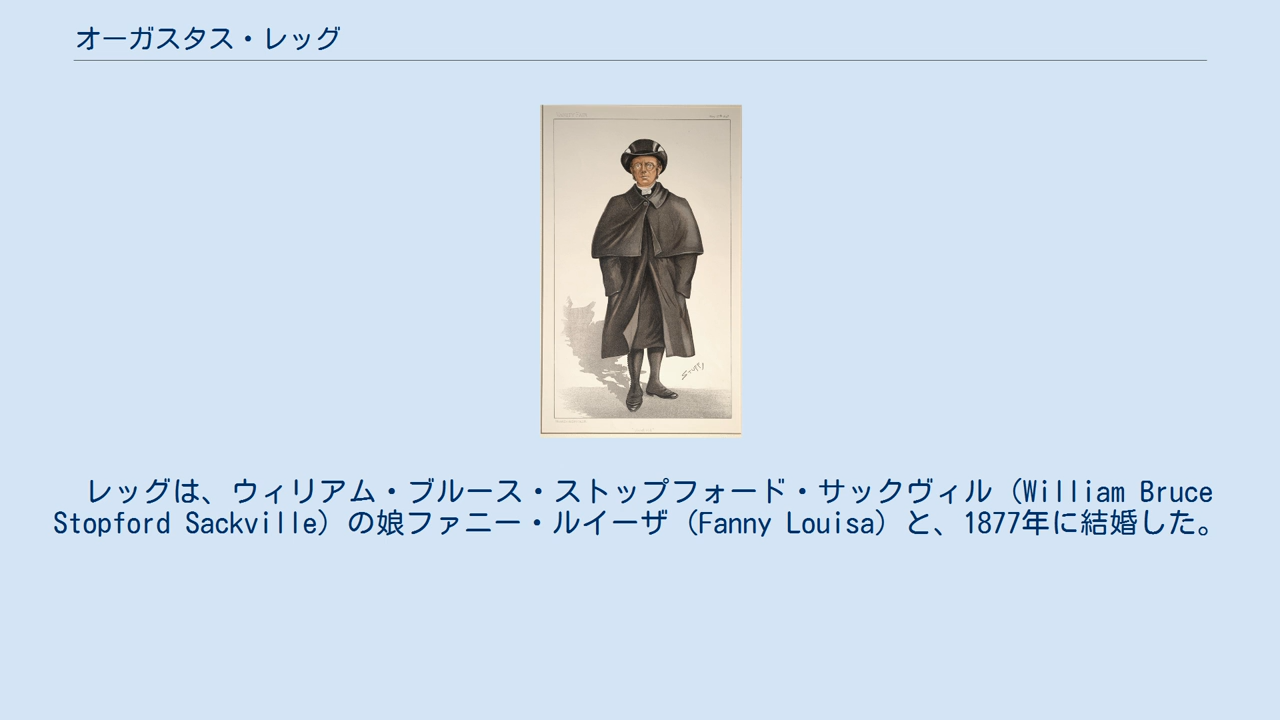 オーガスタス・レッグ
レッグは、ウィリアム・ブルース・ストップフォード・サックヴィル（William Bruce
Stopford Sackville）の娘ファニー・ルイーザ（Fanny Louisa）と、1877年に結婚した。